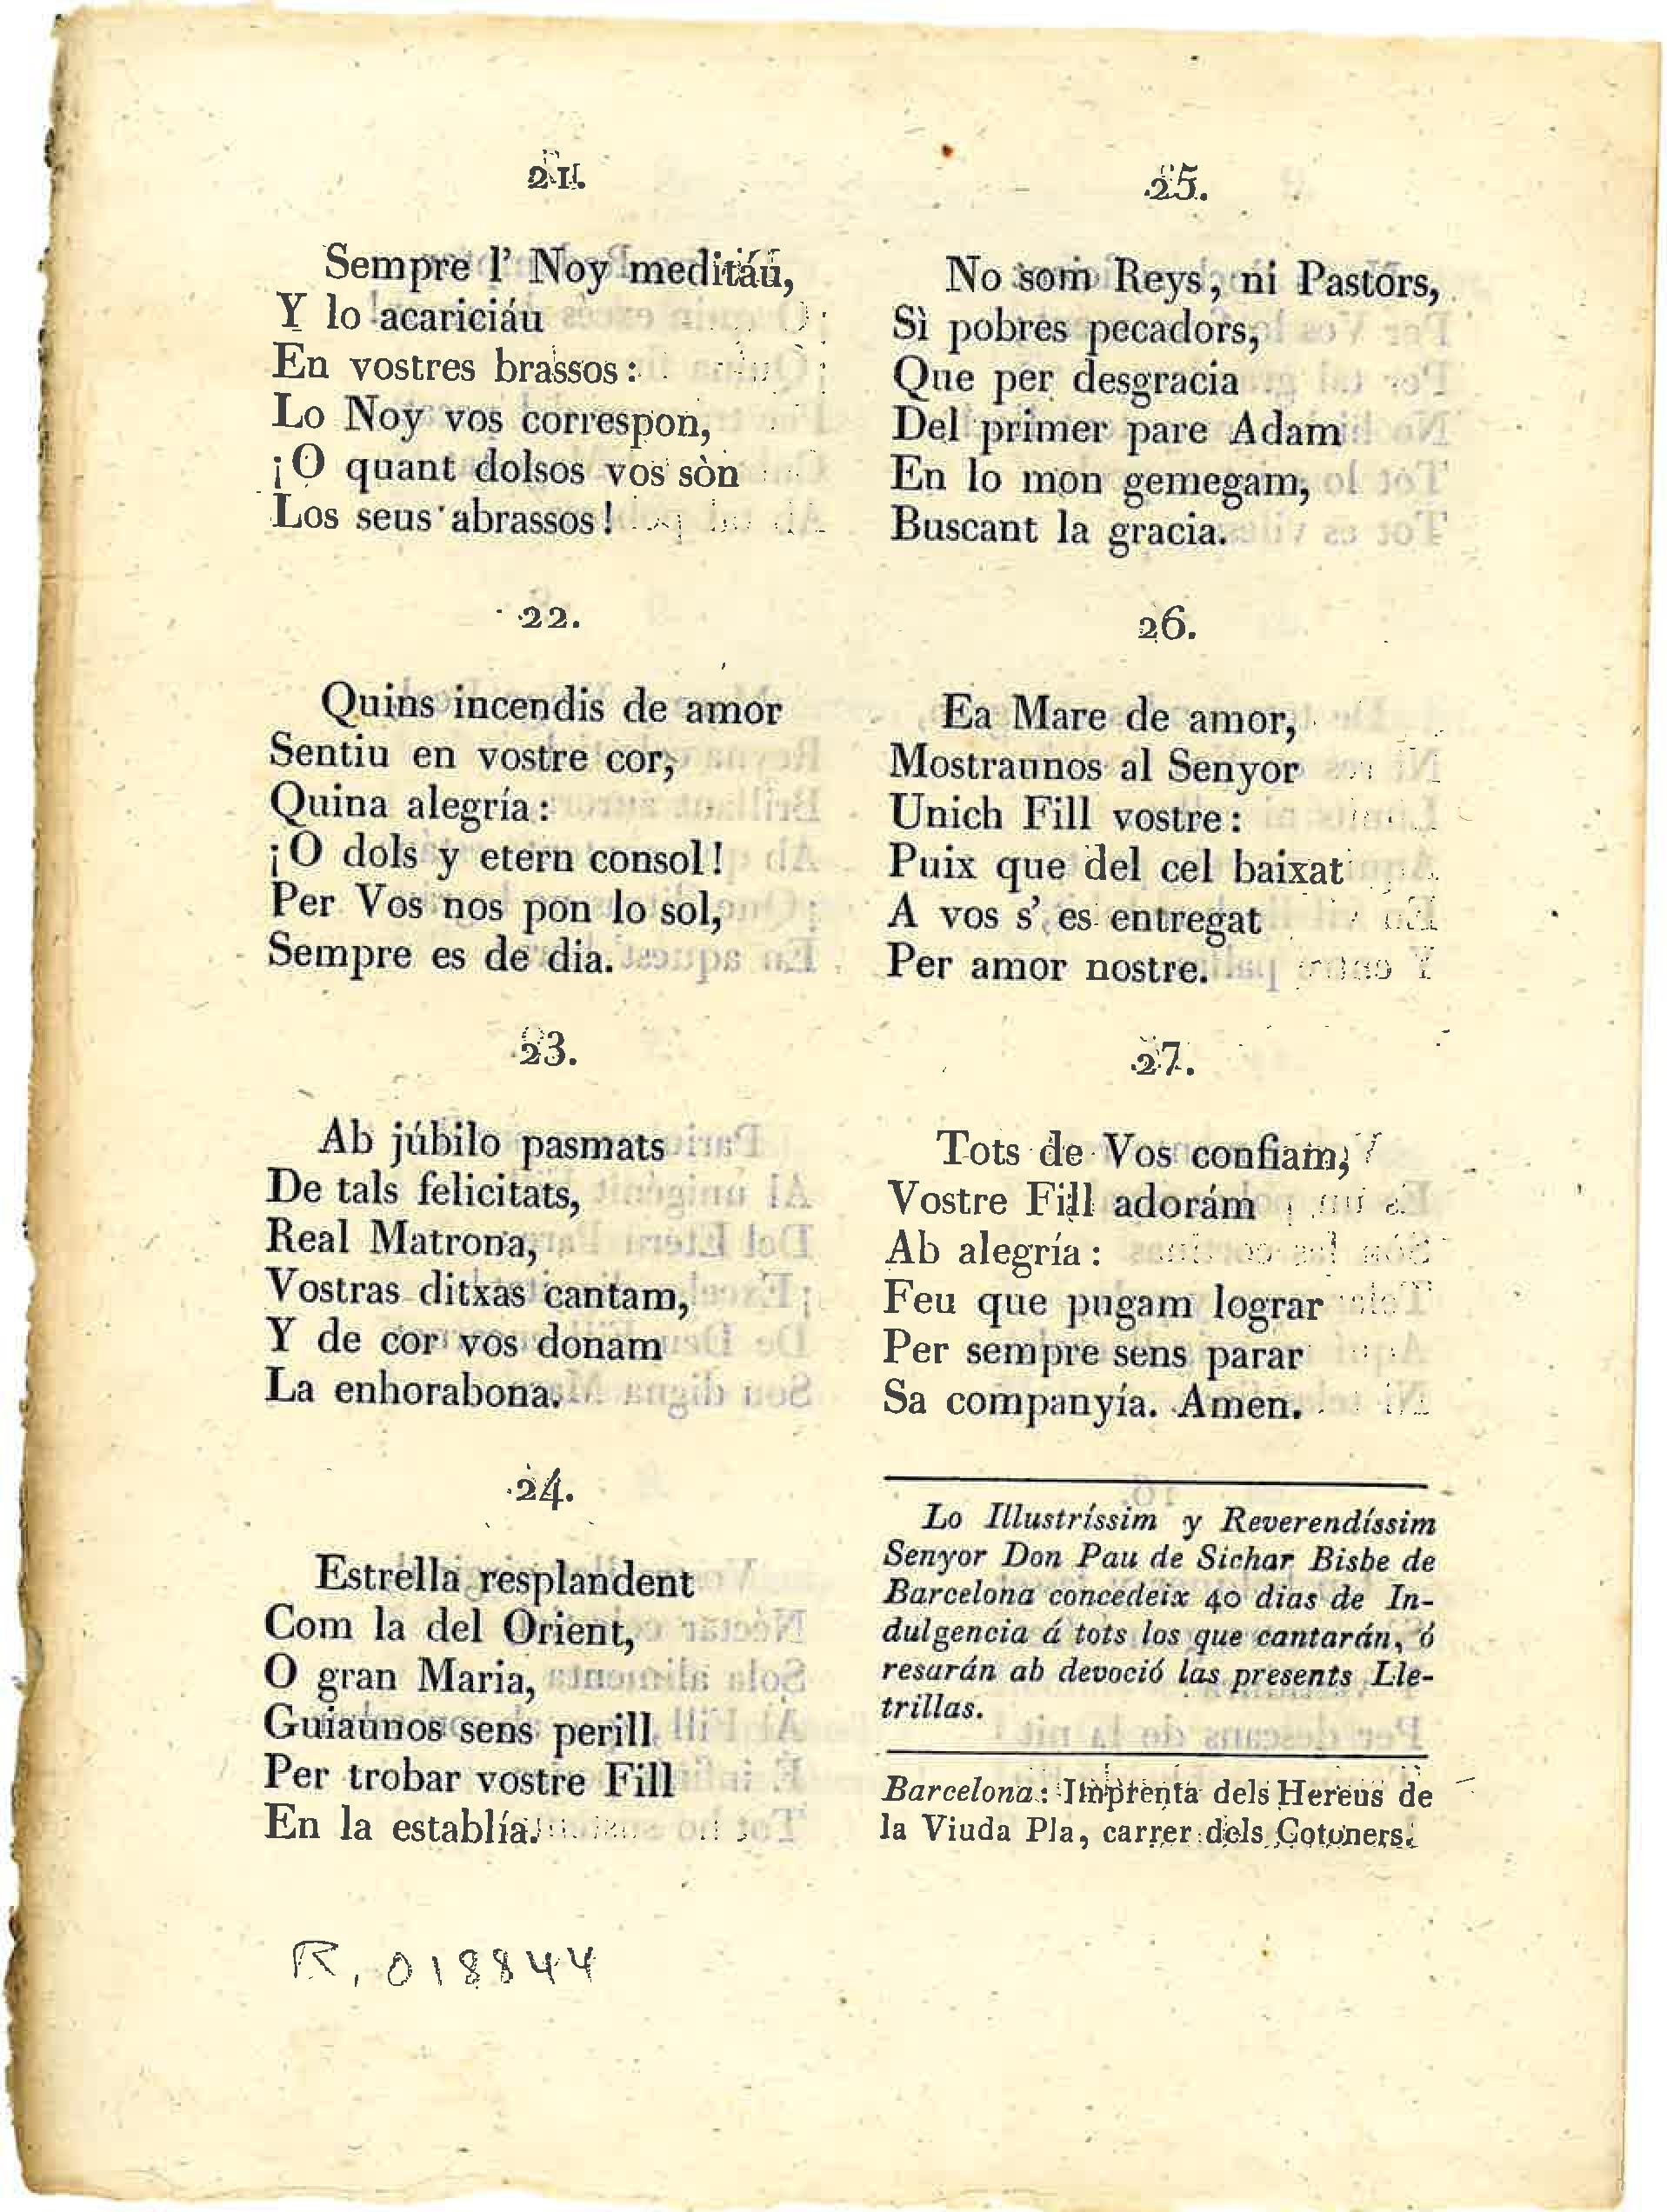 21.
Sempre l' Noy meditáu,
Y lo acariciáu
En vostres brassos:
Lo Noy vos correspon,
¡O quant dolsos vos sòn
Los seus abrassos!
22.
Quins incendis de amor
Sentiu en vostre cor,
Quina alegría:
¡O dols y etern consol!
Per Vos nos pon lo sol,
Sempre es de dia.
23.
Ab júbilo pasmats
De tals felicitats,
Real Matrona,
Vostras ditxas cantam,
Y de cor vos donam
La enhorabona.
24.
Estrella resplandent
Com la del Orient,
O gran Maria,
Guiaunos sens perill
Per trobar vostre Fill
En la establía.
25.
No som Reys, ni Pastors,
Sì pobres pecadors,
Que per desgracia
Del primer pare Adam
En lo mon gemegam,
Buscant la gracia.
26.
Ea Mare de amor,
Mostraunnos al Senyor
Unich Fill vostre:
Puix que del cel baixat
A vos s' es entregat
Per amor nostre.
27.
Tots de Vos confiam,
Vostre Fill adorám
Ab alegría:
Feu que pugam lograr
Per sempre sens parar
Sa companyía. Amen.
Lo Illustríssim y Reverendíssim
Senyor Don Pau de Sichar Bisbe de
Barcelona concedeix 40 dias de In-
dulgencia á tots los que cantarán, ó
resarán ab devoció las presents Lle-
trillas.
Barcelona: Imprenta dels Hereus de
la Viuda Pla, carrer dels Cotoners.
R. 018844